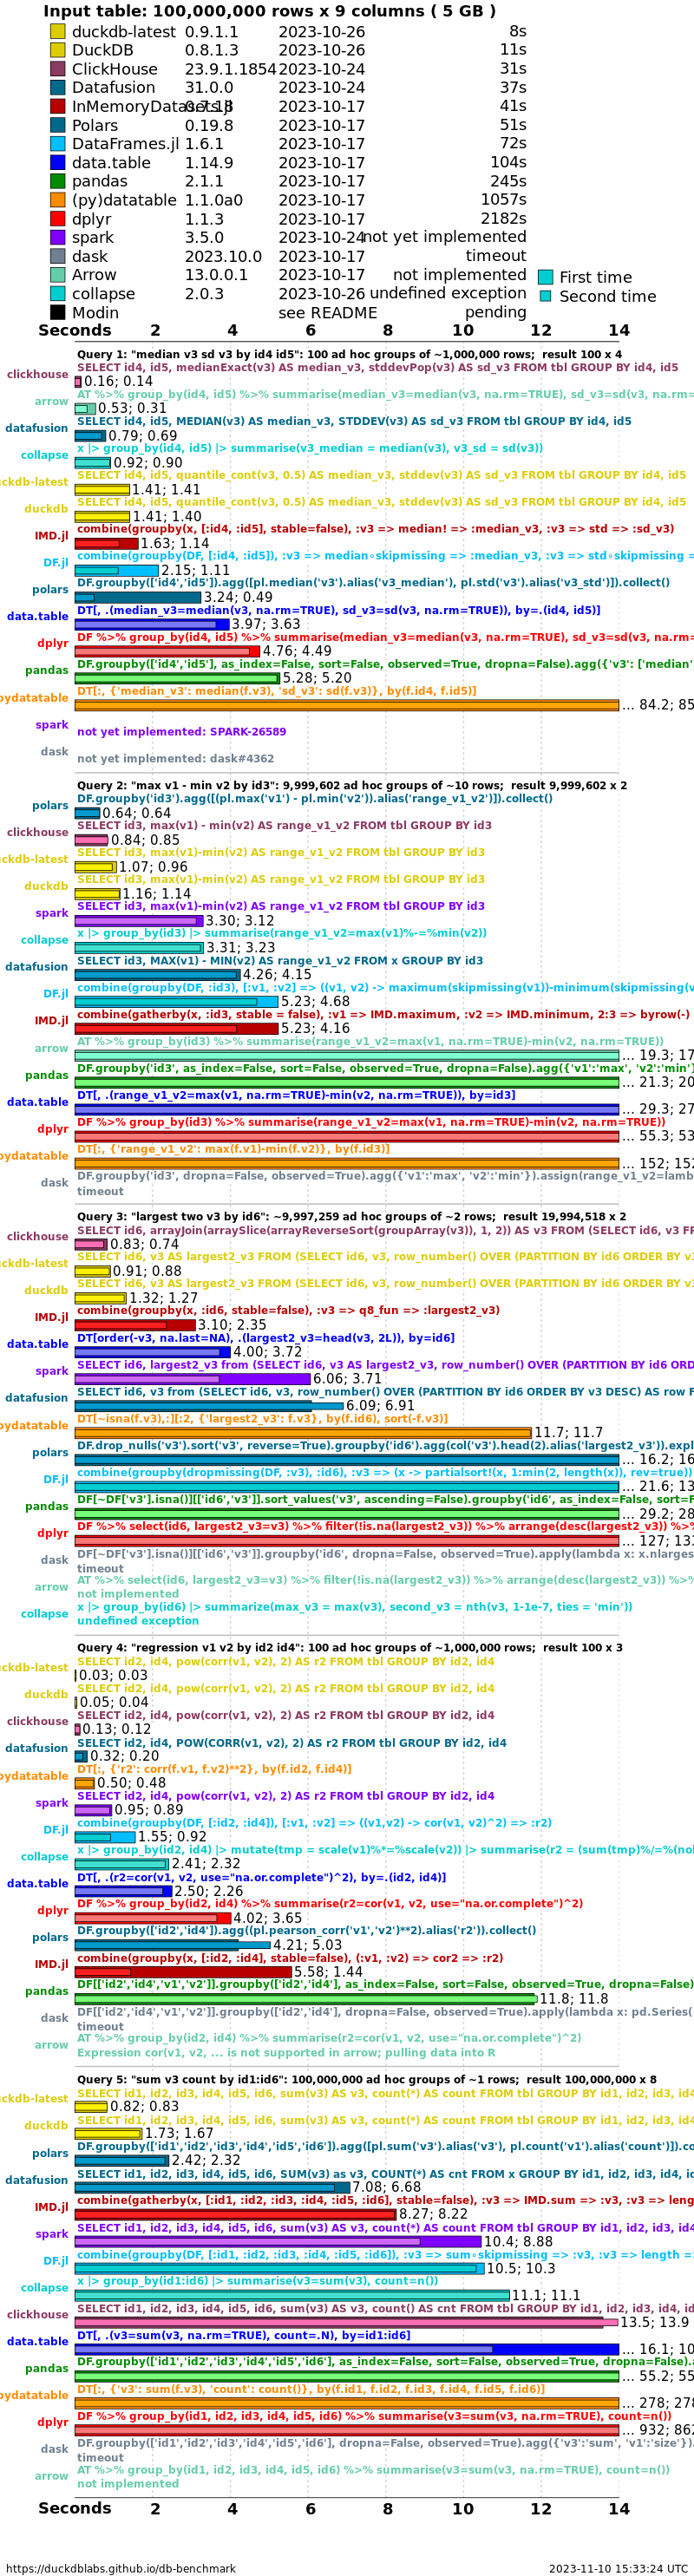 Input table: 100,000,000 rows x 9 columns ( 5 GB )
duckdb-latest 0.9.1.1 2023-10-26 8s
DuckDB 0.8.1.3 2023-10-26 11s
ClickHouse 23.9.1.1854 2023-10-24 31s
Datafusion 31.0.0 2023-10-24 37s
InMemoryDatasets.jl 0.7.18 2023-10-17 41s
Polars 0.19.8 2023-10-17 51s
DataFrames.jl 1.6.1 2023-10-17 72s
data.table 1.14.9 2023-10-17 104s
pandas 2.1.1 2023-10-17 245s
(py)datatable 1.1.0a0 2023-10-17 1057s
dplyr 1.1.3 2023-10-17 2182s
spark 3.5.0 2023-10-24 not yet implemented
dask 2023.10.0 2023-10-17 timeout
Arrow 13.0.0.1 2023-10-17 not implemented First time
collapse 2.0.3 2023-10-26 undefined exception Second time
Modin see README pending
Seconds 2 4 6 8 10 12 14
Query 1: "median v3 sd v3 by id4 id5": 100 ad hoc groups of ~1,000,000 rows; result 100 x 4
clickhouse SELECT id4, id5, medianExact(v3) AS median_v3, stddevPop(v3) AS sd_v3 FROM tbl GROUP BY id4, id5
0.16; 0.14
arrow AT %>% group_by(id4, id5) %>% summarise(median_v3=median(v3, na.rm=TRUE), sd_v3=sd(v3, na.rm=
0.53; 0.31
datafusion SELECT id4, id5, MEDIAN(v3) AS median_v3, STDDEV(v3) AS sd_v3 FROM tbl GROUP BY id4, id5
0.79; 0.69
collapse x |> group_by(id4, id5) |> summarise(v3_median = median(v3), v3_sd = sd(v3))
0.92; 0.90
uckdb-latest SELECT id4, id5, quantile_cont(v3, 0.5) AS median_v3, stddev(v3) AS sd_v3 FROM tbl GROUP BY id4, id5
1.41; 1.41
duckdb SELECT id4, id5, quantile_cont(v3, 0.5) AS median_v3, stddev(v3) AS sd_v3 FROM tbl GROUP BY id4, id5
1.41; 1.40
IMD.jl combine(groupby(x, [:id4, :id5], stable=false), :v3 => median! => :median_v3, :v3 => std => :sd_v3)
1.63; 1.14
DF.jl combine(groupby(DF, [:id4, :id5]), :v3 => median∘skipmissing => :median_v3, :v3 => std∘skipmissing =
2.15; 1.11
polars DF.groupby(['id4','id5']).agg([pl.median('v3').alias('v3_median'), pl.std('v3').alias('v3_std')]).collect()
3.24; 0.49
data.table DT[, .(median_v3=median(v3, na.rm=TRUE), sd_v3=sd(v3, na.rm=TRUE)), by=.(id4, id5)]
3.97; 3.63
dplyr DF %>% group_by(id4, id5) %>% summarise(median_v3=median(v3, na.rm=TRUE), sd_v3=sd(v3, na.rm=
4.76; 4.49
pandas DF.groupby(['id4','id5'], as_index=False, sort=False, observed=True, dropna=False).agg({'v3': ['median'
5.28; 5.20
pydatatable DT[:, {'median_v3': median(f.v3), 'sd_v3': sd(f.v3)}, by(f.id4, f.id5)]
... 84.2; 85
spark not yet implemented: SPARK-26589
dask not yet implemented: dask#4362
Query 2: "max v1 - min v2 by id3": 9,999,602 ad hoc groups of ~10 rows; result 9,999,602 x 2
polars DF.groupby('id3').agg([(pl.max('v1') - pl.min('v2')).alias('range_v1_v2')]).collect()
0.64; 0.64
clickhouse SELECT id3, max(v1) - min(v2) AS range_v1_v2 FROM tbl GROUP BY id3
0.84; 0.85
uckdb-latest SELECT id3, max(v1)-min(v2) AS range_v1_v2 FROM tbl GROUP BY id3
1.07; 0.96
duckdb SELECT id3, max(v1)-min(v2) AS range_v1_v2 FROM tbl GROUP BY id3
1.16; 1.14
spark SELECT id3, max(v1)-min(v2) AS range_v1_v2 FROM tbl GROUP BY id3
3.30; 3.12
collapse x |> group_by(id3) |> summarise(range_v1_v2=max(v1)%-=%min(v2))
3.31; 3.23
datafusion SELECT id3, MAX(v1) - MIN(v2) AS range_v1_v2 FROM x GROUP BY id3
4.26; 4.15
DF.jl combine(groupby(DF, :id3), [:v1, :v2] => ((v1, v2) -> maximum(skipmissing(v1))-minimum(skipmissing(v
5.23; 4.68
IMD.jl combine(gatherby(x, :id3, stable = false), :v1 => IMD.maximum, :v2 => IMD.minimum, 2:3 => byrow(-)
5.23; 4.16
arrow AT %>% group_by(id3) %>% summarise(range_v1_v2=max(v1, na.rm=TRUE)-min(v2, na.rm=TRUE))
... 19.3; 17
pandas DF.groupby('id3', as_index=False, sort=False, observed=True, dropna=False).agg({'v1':'max', 'v2':'min'}
... 21.3; 20
data.table DT[, .(range_v1_v2=max(v1, na.rm=TRUE)-min(v2, na.rm=TRUE)), by=id3]
... 29.3; 27
dplyr DF %>% group_by(id3) %>% summarise(range_v1_v2=max(v1, na.rm=TRUE)-min(v2, na.rm=TRUE))
... 55.3; 53
pydatatable DT[:, {'range_v1_v2': max(f.v1)-min(f.v2)}, by(f.id3)]
... 152; 152
dask DF.groupby('id3', dropna=False, observed=True).agg({'v1':'max', 'v2':'min'}).assign(range_v1_v2=lamb
timeout
Query 3: "largest two v3 by id6": ~9,997,259 ad hoc groups of ~2 rows; result 19,994,518 x 2
clickhouse SELECT id6, arrayJoin(arraySlice(arrayReverseSort(groupArray(v3)), 1, 2)) AS v3 FROM (SELECT id6, v3 FR
0.83; 0.74
uckdb-latest SELECT id6, v3 AS largest2_v3 FROM (SELECT id6, v3, row_number() OVER (PARTITION BY id6 ORDER BY v3
0.91; 0.88
duckdb SELECT id6, v3 AS largest2_v3 FROM (SELECT id6, v3, row_number() OVER (PARTITION BY id6 ORDER BY v3
1.32; 1.27
IMD.jl combine(groupby(x, :id6, stable=false), :v3 => q8_fun => :largest2_v3)
3.10; 2.35
data.table DT[order(-v3, na.last=NA), .(largest2_v3=head(v3, 2L)), by=id6]
4.00; 3.72
spark SELECT id6, largest2_v3 from (SELECT id6, v3 AS largest2_v3, row_number() OVER (PARTITION BY id6 ORD
6.06; 3.71
datafusion SELECT id6, v3 from (SELECT id6, v3, row_number() OVER (PARTITION BY id6 ORDER BY v3 DESC) AS row F
6.09; 6.91
pydatatable DT[~isna(f.v3),:][:2, {'largest2_v3': f.v3}, by(f.id6), sort(-f.v3)]
11.7; 11.7
polars DF.drop_nulls('v3').sort('v3', reverse=True).groupby('id6').agg(col('v3').head(2).alias('largest2_v3')).expl
... 16.2; 16
DF.jl combine(groupby(dropmissing(DF, :v3), :id6), :v3 => (x -> partialsort!(x, 1:min(2, length(x)), rev=true))
... 21.6; 13
pandas DF[~DF['v3'].isna()][['id6','v3']].sort_values('v3', ascending=False).groupby('id6', as_index=False, sort=F
... 29.2; 28
dplyr DF %>% select(id6, largest2_v3=v3) %>% filter(!is.na(largest2_v3)) %>% arrange(desc(largest2_v3)) %>%
... 127; 133
dask DF[~DF['v3'].isna()][['id6','v3']].groupby('id6', dropna=False, observed=True).apply(lambda x: x.nlarges
timeout
arrow AT %>% select(id6, largest2_v3=v3) %>% filter(!is.na(largest2_v3)) %>% arrange(desc(largest2_v3)) %>%
not implemented
collapse x |> group_by(id6) |> summarize(max_v3 = max(v3), second_v3 = nth(v3, 1-1e-7, ties = 'min'))
undefined exception
Query 4: "regression v1 v2 by id2 id4": 100 ad hoc groups of ~1,000,000 rows; result 100 x 3
uckdb-latest SELECT id2, id4, pow(corr(v1, v2), 2) AS r2 FROM tbl GROUP BY id2, id4
0.03; 0.03
duckdb SELECT id2, id4, pow(corr(v1, v2), 2) AS r2 FROM tbl GROUP BY id2, id4
0.05; 0.04
clickhouse SELECT id2, id4, pow(corr(v1, v2), 2) AS r2 FROM tbl GROUP BY id2, id4
0.13; 0.12
datafusion SELECT id2, id4, POW(CORR(v1, v2), 2) AS r2 FROM tbl GROUP BY id2, id4
0.32; 0.20
pydatatable DT[:, {'r2': corr(f.v1, f.v2)**2}, by(f.id2, f.id4)]
0.50; 0.48
spark SELECT id2, id4, pow(corr(v1, v2), 2) AS r2 FROM tbl GROUP BY id2, id4
0.95; 0.89
DF.jl combine(groupby(DF, [:id2, :id4]), [:v1, :v2] => ((v1,v2) -> cor(v1, v2)^2) => :r2)
1.55; 0.92
collapse x |> group_by(id2, id4) |> mutate(tmp = scale(v1)%*=%scale(v2)) |> summarise(r2 = (sum(tmp)%/=%(nob
2.41; 2.32
data.table DT[, .(r2=cor(v1, v2, use="na.or.complete")^2), by=.(id2, id4)]
2.50; 2.26
dplyr DF %>% group_by(id2, id4) %>% summarise(r2=cor(v1, v2, use="na.or.complete")^2)
4.02; 3.65
polars DF.groupby(['id2','id4']).agg((pl.pearson_corr('v1','v2')**2).alias('r2')).collect()
4.21; 5.03
IMD.jl combine(groupby(x, [:id2, :id4], stable=false), (:v1, :v2) => cor2 => :r2)
5.58; 1.44
pandas DF[['id2','id4','v1','v2']].groupby(['id2','id4'], as_index=False, sort=False, observed=True, dropna=False)
11.8; 11.8
dask DF[['id2','id4','v1','v2']].groupby(['id2','id4'], dropna=False, observed=True).apply(lambda x: pd.Series(
timeout
arrow AT %>% group_by(id2, id4) %>% summarise(r2=cor(v1, v2, use="na.or.complete")^2)
Expression cor(v1, v2, ... is not supported in arrow; pulling data into R
Query 5: "sum v3 count by id1:id6": 100,000,000 ad hoc groups of ~1 rows; result 100,000,000 x 8
uckdb-latest SELECT id1, id2, id3, id4, id5, id6, sum(v3) AS v3, count(*) AS count FROM tbl GROUP BY id1, id2, id3, id4
0.82; 0.83
duckdb SELECT id1, id2, id3, id4, id5, id6, sum(v3) AS v3, count(*) AS count FROM tbl GROUP BY id1, id2, id3, id4
1.73; 1.67
polars DF.groupby(['id1','id2','id3','id4','id5','id6']).agg([pl.sum('v3').alias('v3'), pl.count('v1').alias('count')]).co
2.42; 2.32
datafusion SELECT id1, id2, id3, id4, id5, id6, SUM(v3) as v3, COUNT(*) AS cnt FROM x GROUP BY id1, id2, id3, id4, id
7.08; 6.68
IMD.jl combine(gatherby(x, [:id1, :id2, :id3, :id4, :id5, :id6], stable=false), :v3 => IMD.sum => :v3, :v3 => leng
8.27; 8.22
spark SELECT id1, id2, id3, id4, id5, id6, sum(v3) AS v3, count(*) AS count FROM tbl GROUP BY id1, id2, id3, id4
10.4; 8.88
DF.jl combine(groupby(DF, [:id1, :id2, :id3, :id4, :id5, :id6]), :v3 => sum∘skipmissing => :v3, :v3 => length =
10.5; 10.3
collapse x |> group_by(id1:id6) |> summarise(v3=sum(v3), count=n())
11.1; 11.1
clickhouse SELECT id1, id2, id3, id4, id5, id6, sum(v3) AS v3, count() AS cnt FROM tbl GROUP BY id1, id2, id3, id4, id
13.5; 13.9
data.table DT[, .(v3=sum(v3, na.rm=TRUE), count=.N), by=id1:id6]
... 16.1; 10
pandas DF.groupby(['id1','id2','id3','id4','id5','id6'], as_index=False, sort=False, observed=True, dropna=False).a
... 55.2; 55
pydatatable DT[:, {'v3': sum(f.v3), 'count': count()}, by(f.id1, f.id2, f.id3, f.id4, f.id5, f.id6)]
... 278; 278
dplyr DF %>% group_by(id1, id2, id3, id4, id5, id6) %>% summarise(v3=sum(v3, na.rm=TRUE), count=n())
... 932; 862
dask DF.groupby(['id1','id2','id3','id4','id5','id6'], dropna=False, observed=True).agg({'v3':'sum', 'v1':'size'}).
timeout
arrow AT %>% group_by(id1, id2, id3, id4, id5, id6) %>% summarise(v3=sum(v3, na.rm=TRUE), count=n())
not implemented
Seconds 2 4 6 8 10 12 14
https://duckdblabs.github.io/db-benchmark 2023-11-10 15:33:24 UTC